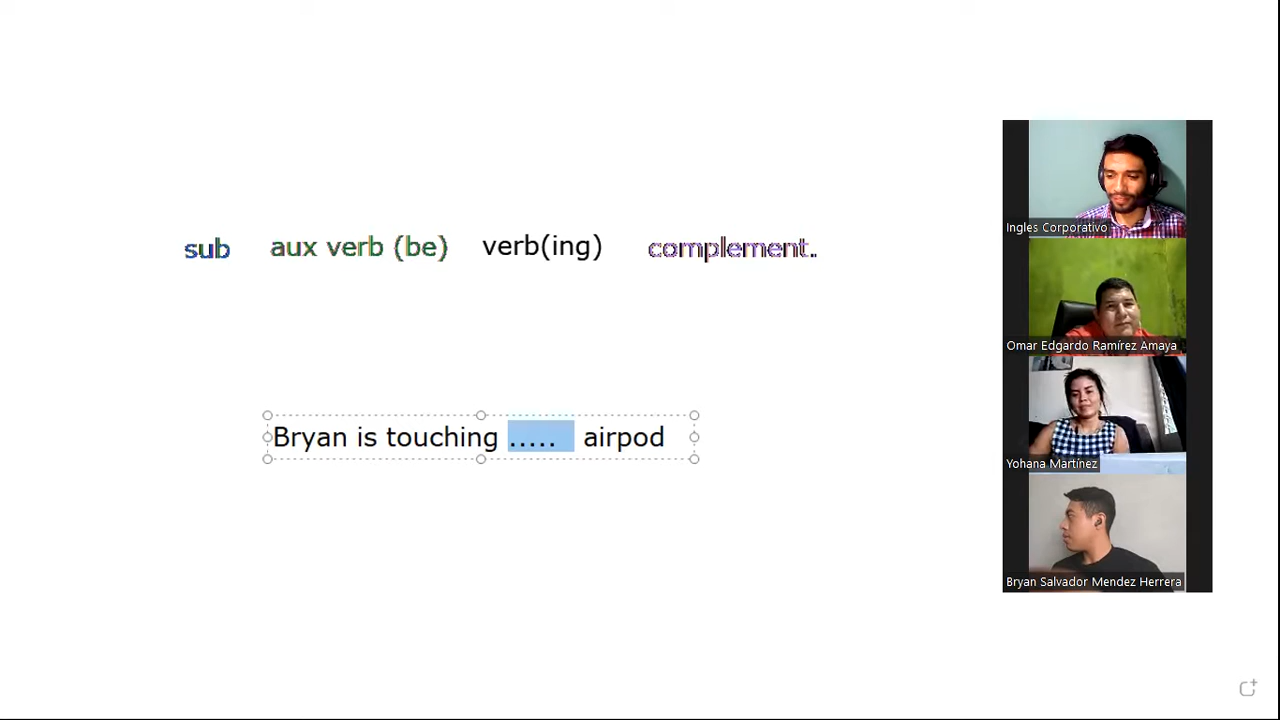 sub aux verb (be) verb(ing) complement.
Bryan is touching ..... airpod
Ingles Corporativo
Omar Edgardo Ramírez Amaya
Yohana Martínez
Bryan Salvador Mendez Herrera